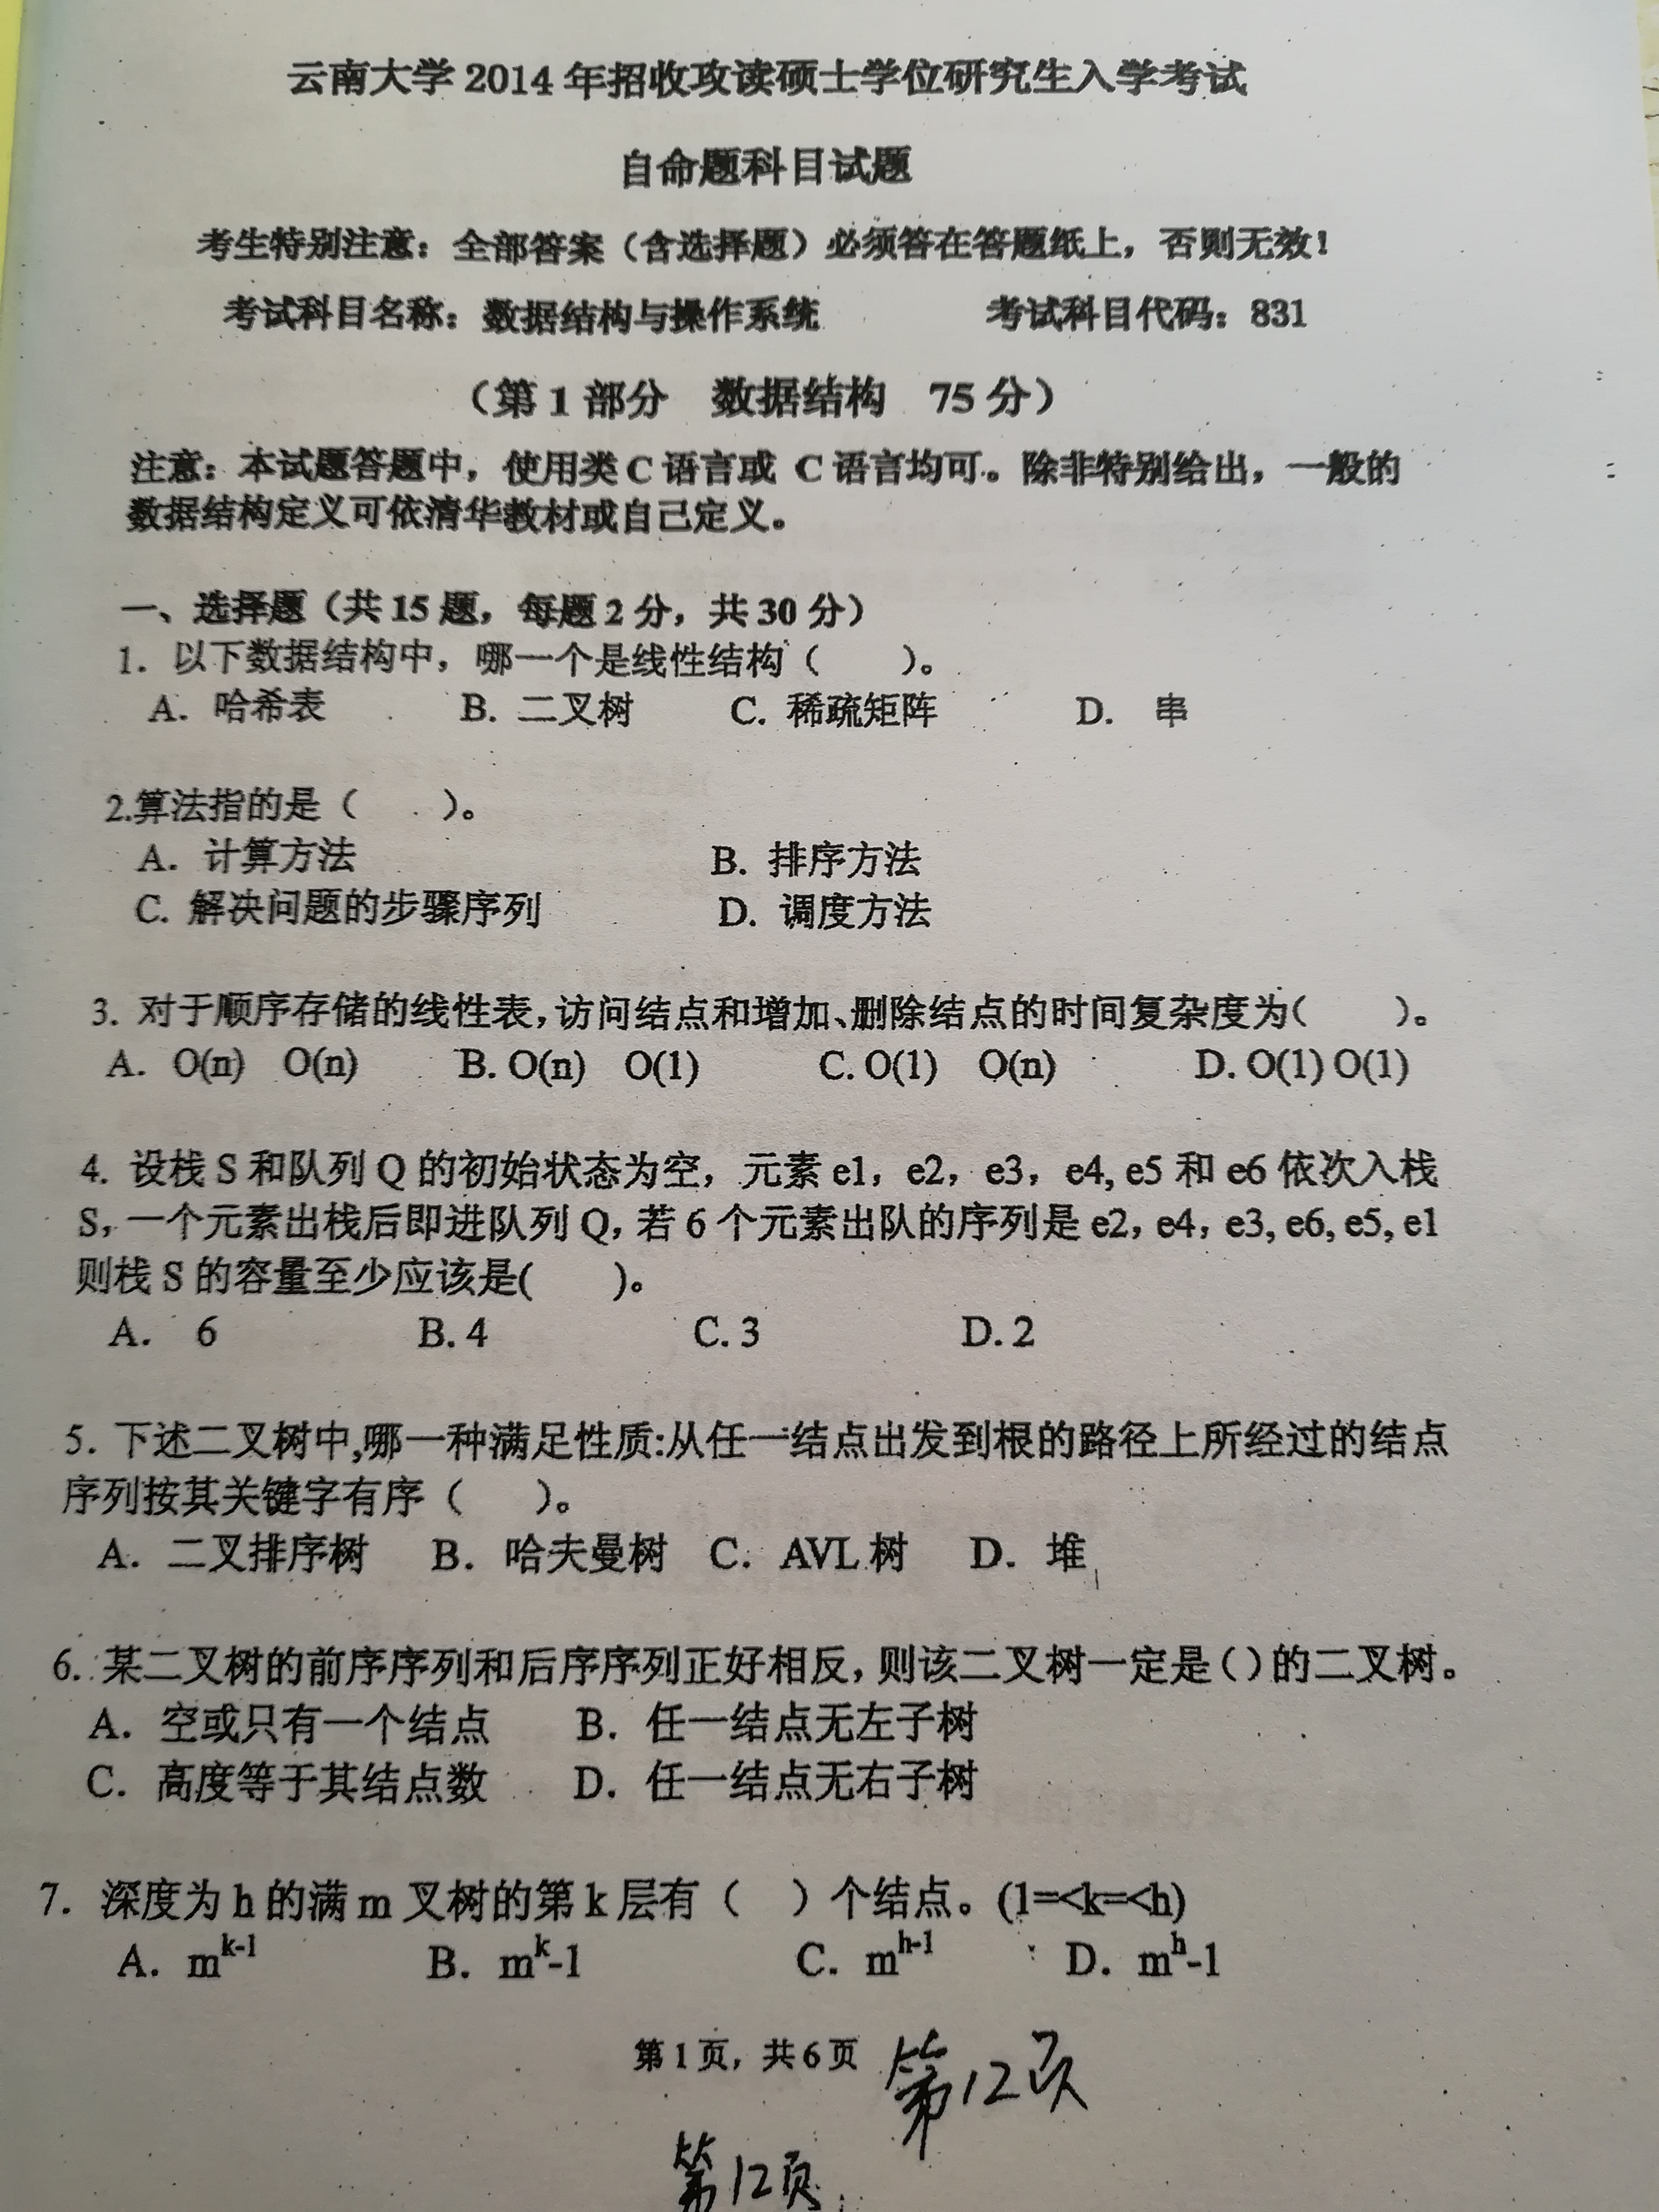 云南大学 2014 年招收攻读硕士学位研究生入学考试
自命题科目试题
考生特别注意：全部答案（含选择题）必须答在答题纸上，否则无效！
考试科目名称：数据结构与操作系统 考试科目代码：831
（第 1 部分 数据结构 75 分）
注意：本试题答题中，使用类 C 语言或 C 语言均可。除非特别给出，一般的
数据结构定义可依清华教材或自己定义。
一、选择题（共 15 题，每题 2 分，共 30 分）
1. 以下数据结构中，哪一个是线性结构（ ）。
A. 哈希表 B. 二叉树 C. 稀疏矩阵 D. 串
2.算法指的是（ ）。
A. 计算方法 B. 排序方法
C. 解决问题的步骤序列 D. 调度方法
3. 对于顺序存储的线性表,访问结点和增加、删除结点的时间复杂度为( )。
A. O(n) O(n) B. O(n) O(1) C. O(1) O(n) D. O(1) O(1)
4. 设栈 S 和队列 Q 的初始状态为空，元素 e1，e2，e3，e4, e5 和 e6 依次入栈
S，一个元素出栈后即进队列 Q, 若 6 个元素出队的序列是 e2，e4，e3, e6, e5, e1
则栈 S 的容量至少应该是( )。
A. 6 B. 4 C. 3 D. 2
5. 下述二叉树中,哪一种满足性质:从任一结点出发到根的路径上所经过的结点
序列按其关键字有序（ ）。
A. 二叉排序树 B. 哈夫曼树 C. AVL 树 D. 堆
6. 某二叉树的前序序列和后序序列正好相反，则该二叉树一定是（）的二叉树。
A. 空或只有一个结点 B. 任一结点无左子树
C. 高度等于其结点数 D. 任一结点无右子树
7. 深度为 h 的满 m 叉树的第 k 层有（ ）个结点。(1=<k=<h)
A. m^{k-1} B. m^k-1 C. m^{h-1} D. m^h-1
第 1 页，共 6 页 第12页
第12页